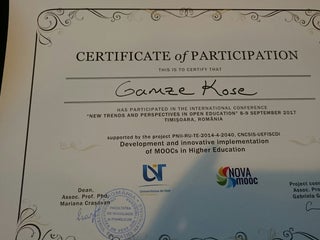 CERTIFICATE of PARTICIPATION
THIS IS TO CERTIFY THAT
Gamze Kose
HAS PARTICIPATED IN THE INTERNATIONAL CONFERENCE
"NEW TRENDS AND PERSPECTIVES IN OPEN EDUCATION" 8-9 SEPTEMBER 2017
TIMIȘOARA, ROMÂNIA
supported by the project PNII-RU-TE-2014-4-2040, CNCSIS-UEFISCDI
Development and innovative implementation
of MOOCs in Higher Education
NOVA
mooc
Dean,
Assoc. Prof. Phd.
Mariana Crasovan
Project coo
Assoc. Prof.
Gabriela G